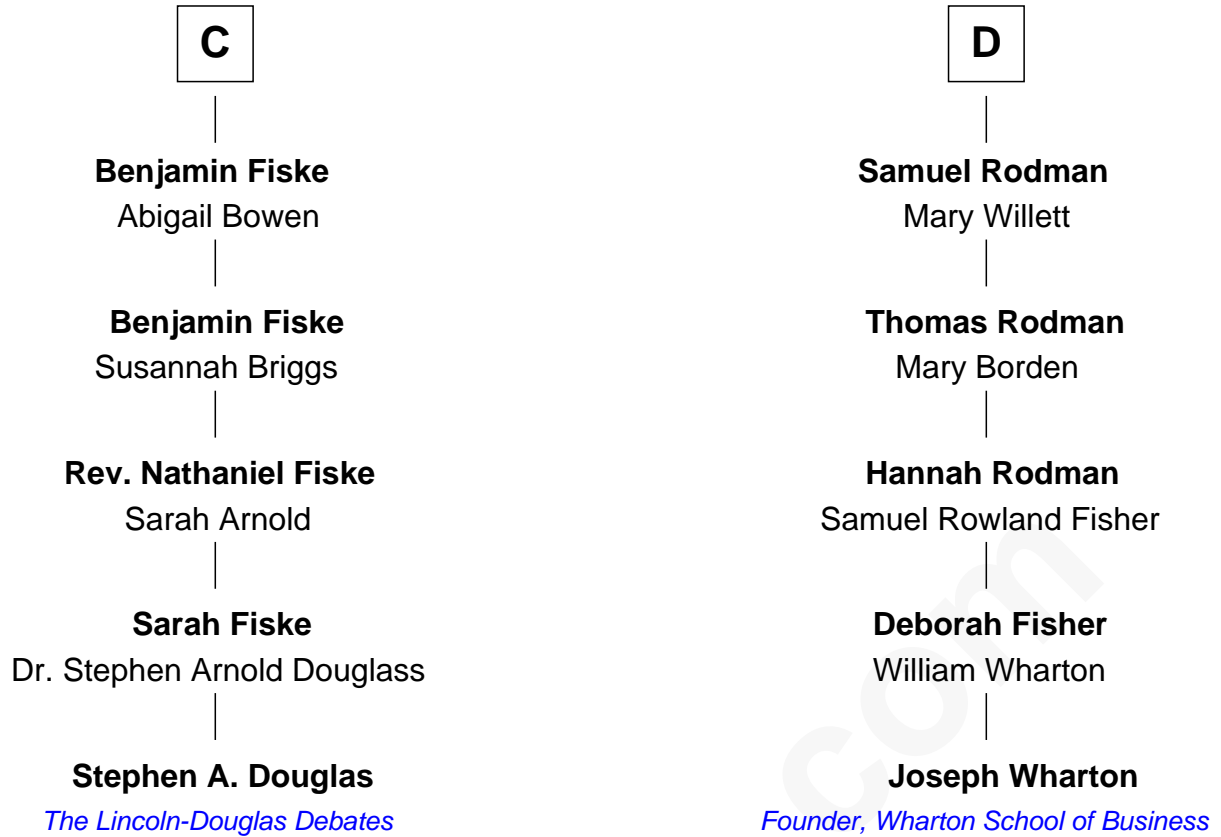 C
Benjamin Fiske
Abigail Bowen
Benjamin Fiske
Susannah Briggs
Rev. Nathaniel Fiske
Sarah Arnold
Sarah Fiske
Dr. Stephen Arnold Douglass
Stephen A. Douglas
The Lincoln-Douglas Debates
D
Samuel Rodman
Mary Willett
Thomas Rodman
Mary Borden
Hannah Rodman
Samuel Rowland Fisher
Deborah Fisher
William Wharton
Joseph Wharton
Founder, Wharton School of Business
com